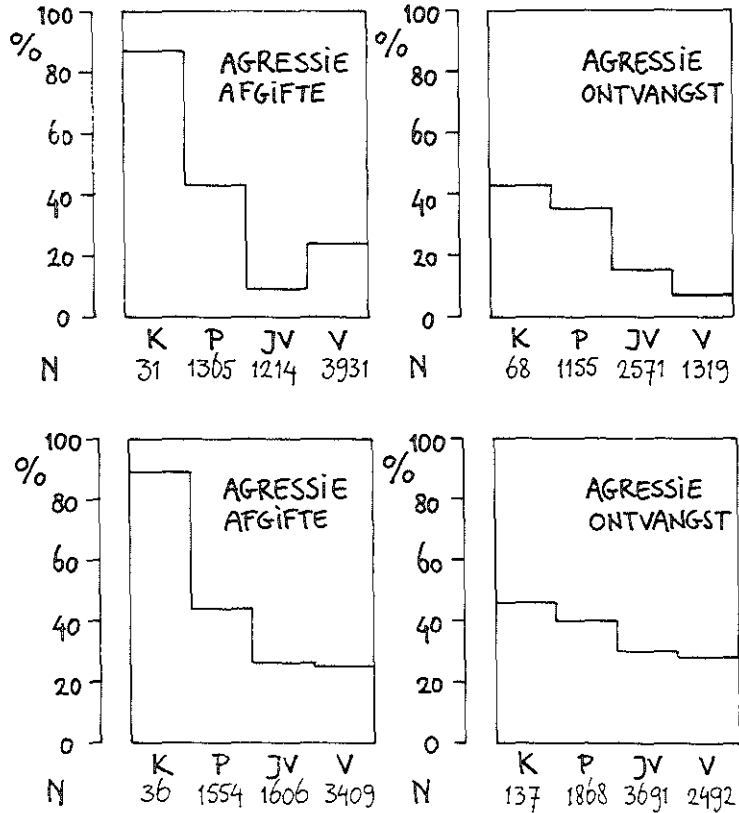 %
100
80
60
40
20
0
AGRESSIE
AFGIFTE
K P JV V
N 31 1365 1214 3931
%
100
80
60
40
20
0
AGRESSIE
ONTVANGST
K P JV V
N 68 1155 2571 1319
%
100
80
60
40
20
0
AGRESSIE
AFGIFTE
K P JV V
N 36 1554 1606 3409
%
100
80
60
40
20
0
AGRESSIE
ONTVANGST
K P JV V
N 137 1868 3691 2492